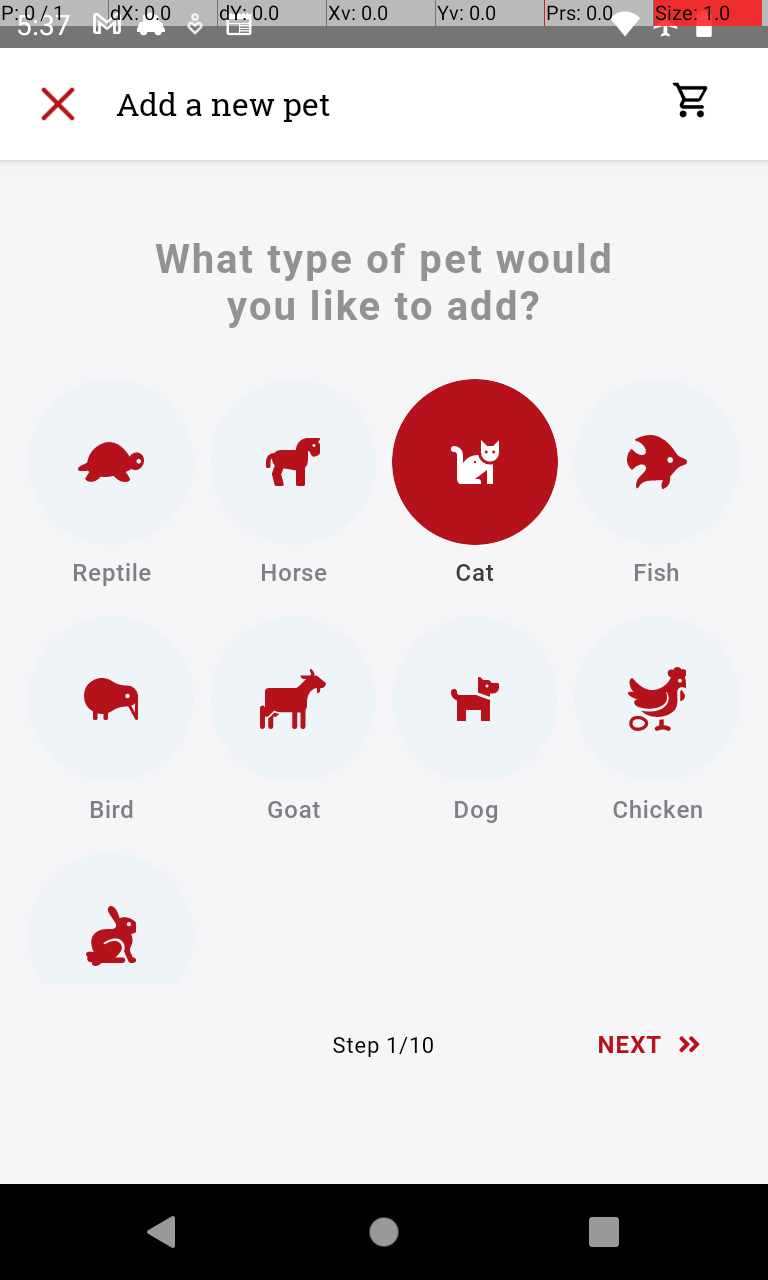 P: 0 / 1 dX: 0.0 dY: 0.0 Xv: 0.0 Yv: 0.0 Prs: 0.0 Size: 1.0
5:37
Add a new pet
What type of pet would
you like to add?
Reptile Horse Cat Fish
Bird Goat Dog Chicken
Step 1/10 NEXT